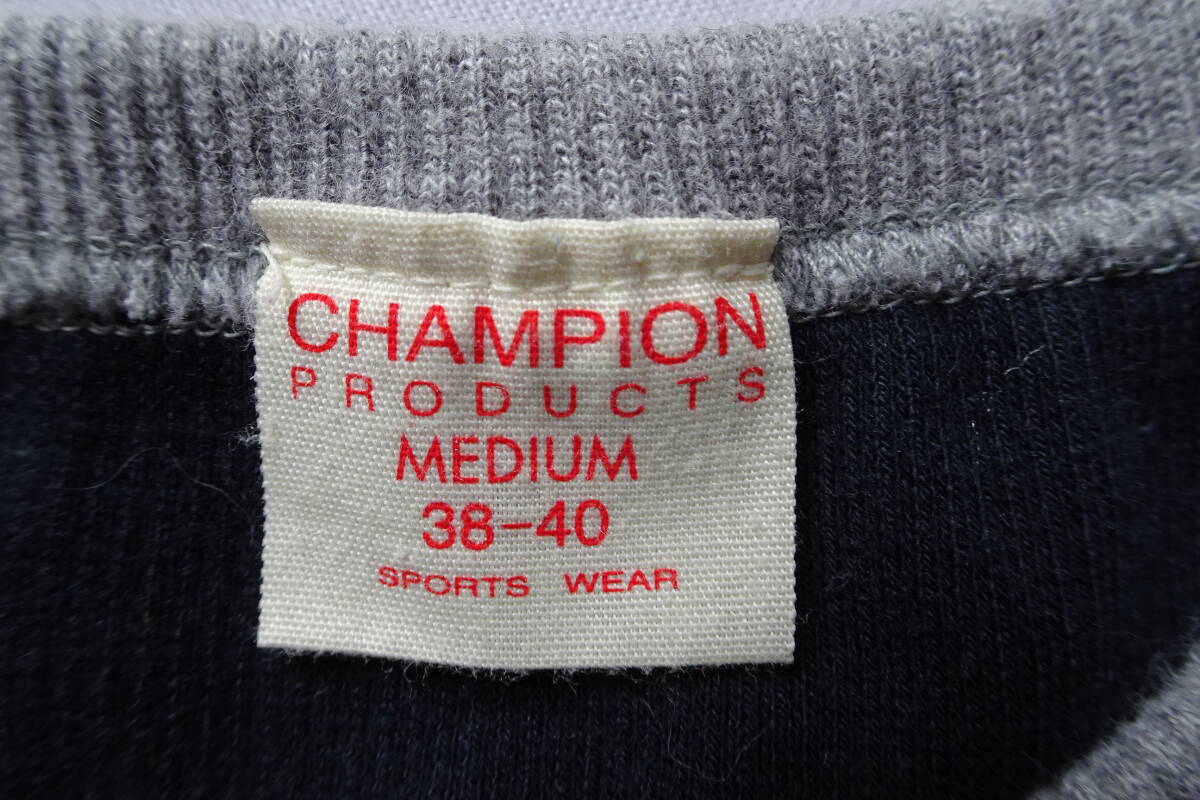 CHAMPION
PRODUCTS
MEDIUM
38-40
SPORTS WEAR